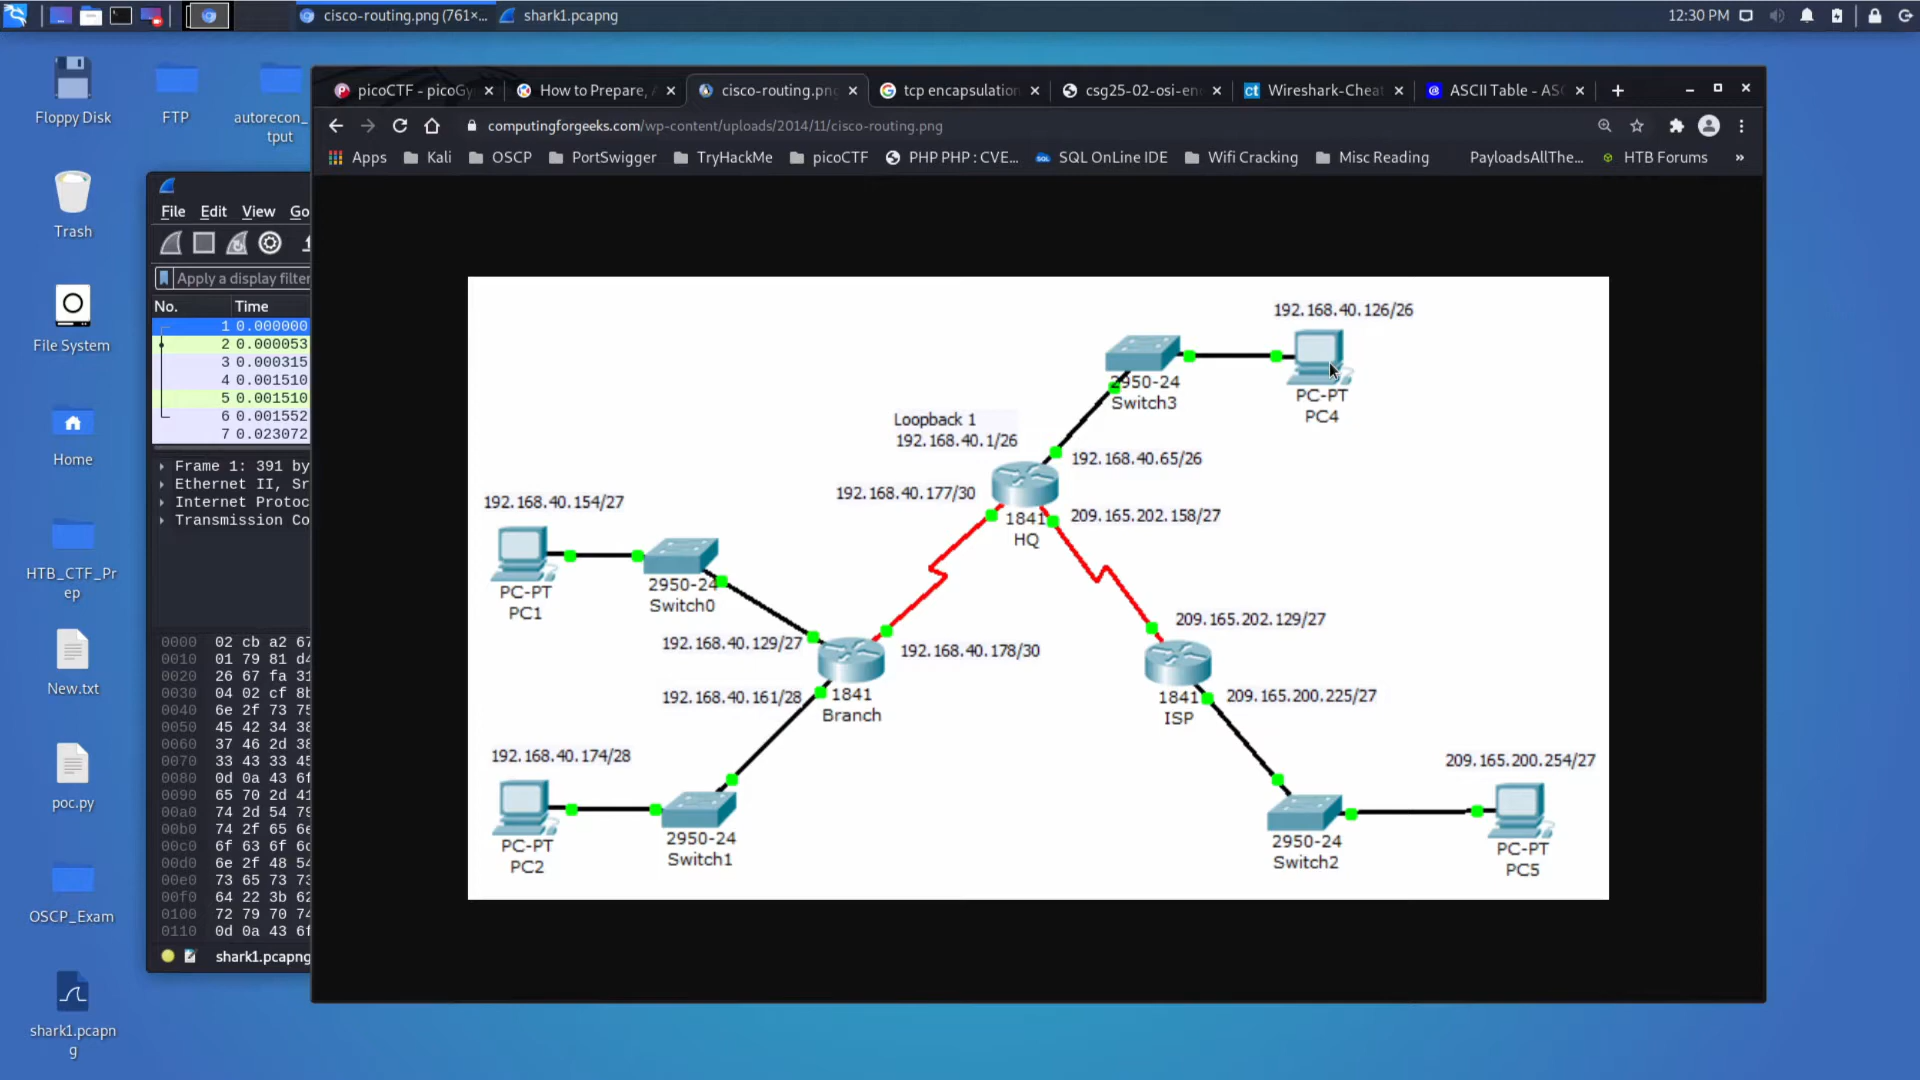 cisco-routing.png (761×...
shark1.pcapng
12:30 PM
Floppy Disk
FTP
autorecon_
tput
Trash
File System
Home
HTB_CTF_Pr
ep
New.txt
poc.py
OSCP_Exam
shark1.pcapn
g
File Edit View Go
Apply a display filter
No. Time
1 0.000000
2 0.000053
3 0.000315
4 0.001510
5 0.001510
6 0.001552
7 0.023072
Frame 1: 391 by
Ethernet II, Sr
Internet Protoc
Transmission Co
0000 02 cb a2 67
0010 01 79 81 d4
0020 26 67 fa 31
0030 04 02 cf 8b
0040 6e 2f 73 75
0050 45 42 34 38
0060 37 46 2d 38
0070 33 43 33 45
0080 0d 0a 43 6f
0090 65 70 2d 41
00a0 74 2d 54 79
00b0 74 2f 65 6e
00c0 6f 63 6f 6c
00d0 6e 2f 48 54
00e0 73 65 73 73
00f0 64 22 3b 62
0100 72 79 70 74
0110 0d 0a 43 6f
shark1.pcapng
picoCTF - picoGy
How to Prepare, A
cisco-routing.png
tcp encapsulation
csg25-02-osi-en
Wireshark-Cheat
ASCII Table - ASC
computingforgeeks.com/wp-content/uploads/2014/11/cisco-routing.png
Apps Kali OSCP PortSwigger TryHackMe picoCTF PHP PHP : CVE... SQL OnLine IDE Wifi Cracking Misc Reading PayloadsAllThe... HTB Forums »
192.168.40.126/26
2950-24
Switch3
PC-PT
PC4
Loopback 1
192.168.40.1/26
192.168.40.65/26
192.168.40.177/30
209.165.202.158/27
1841
HQ
192.168.40.154/27
PC-PT
PC1
2950-24
Switch0
192.168.40.129/27
192.168.40.178/30
192.168.40.161/28
1841
Branch
209.165.202.129/27
1841
ISP
209.165.200.225/27
192.168.40.174/28
PC-PT
PC2
2950-24
Switch1
209.165.200.254/27
2950-24
Switch2
PC-PT
PC5